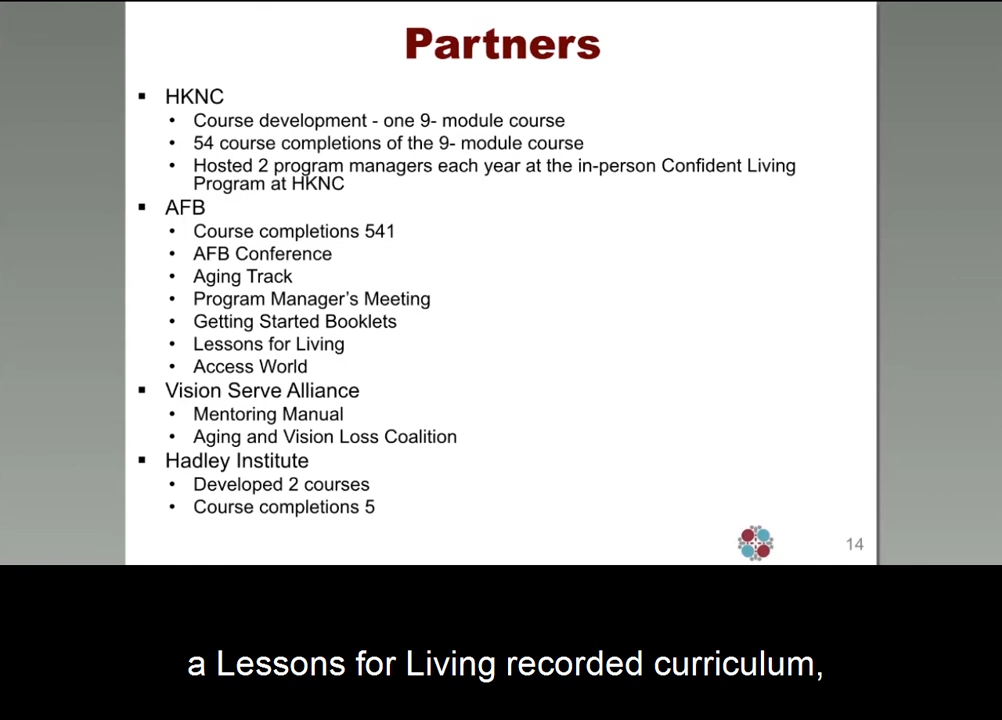 Partners
▪ HKNC
• Course development - one 9- module course
• 54 course completions of the 9- module course
• Hosted 2 program managers each year at the in-person Confident Living
Program at HKNC
▪ AFB
• Course completions 541
• AFB Conference
• Aging Track
• Program Manager's Meeting
• Getting Started Booklets
• Lessons for Living
• Access World
▪ Vision Serve Alliance
• Mentoring Manual
• Aging and Vision Loss Coalition
▪ Hadley Institute
• Developed 2 courses
• Course completions 5
14
a Lessons for Living recorded curriculum,